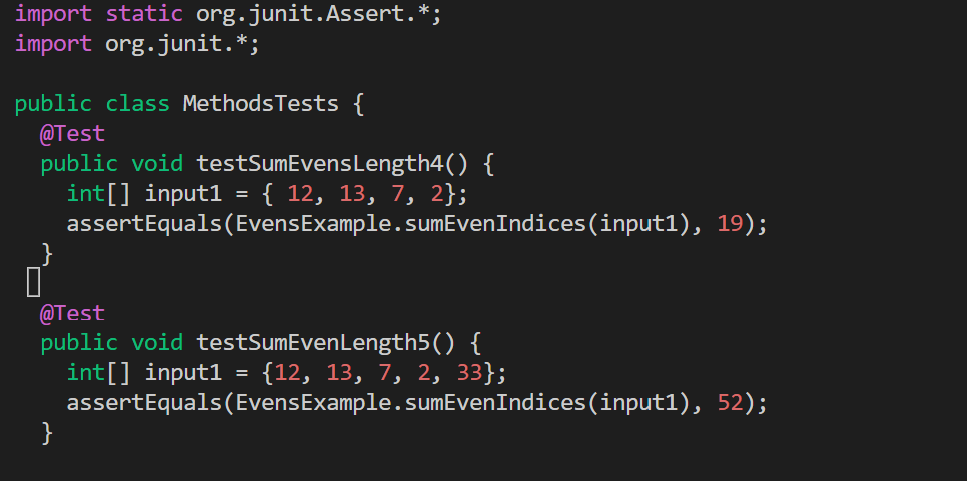 import static org.junit.Assert.*;
import org.junit.*;

public class MethodsTests {
  @Test
  public void testSumEvensLength4() {
    int[] input1 = { 12, 13, 7, 2};
    assertEquals(EvensExample.sumEvenIndices(input1), 19);
  }

  @Test
  public void testSumEvenLength5() {
    int[] input1 = {12, 13, 7, 2, 33};
    assertEquals(EvensExample.sumEvenIndices(input1), 52);
  }